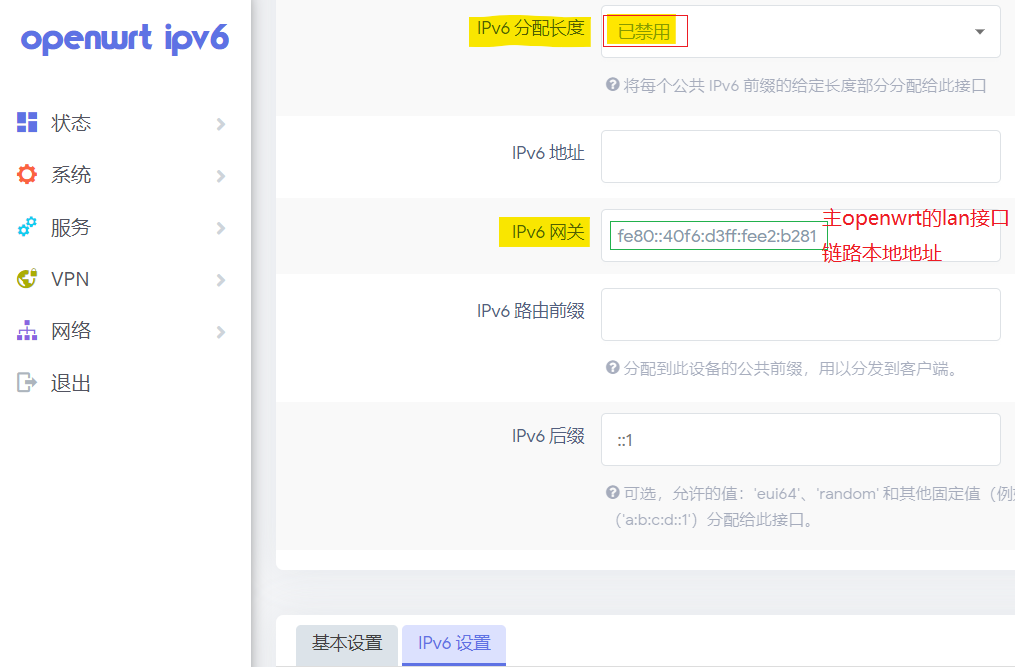 openwrt ipv6
状态
系统
服务
VPN
网络
退出
IPv6 分配长度
已禁用
将每个公共 IPv6 前缀的给定长度部分分配给此接口
IPv6 地址
IPv6 网关
fe80::40f6:d3ff:fee2:b281
主openwrt的lan接口
链路本地地址
IPv6 路由前缀
分配到此设备的公共前缀，用以分发到客户端。
IPv6 后缀
::1
可选，允许的值：'eui64'、'random' 和其他固定值（例
（'a:b:c:d::1'）分配给此接口。
基本设置
IPv6 设置